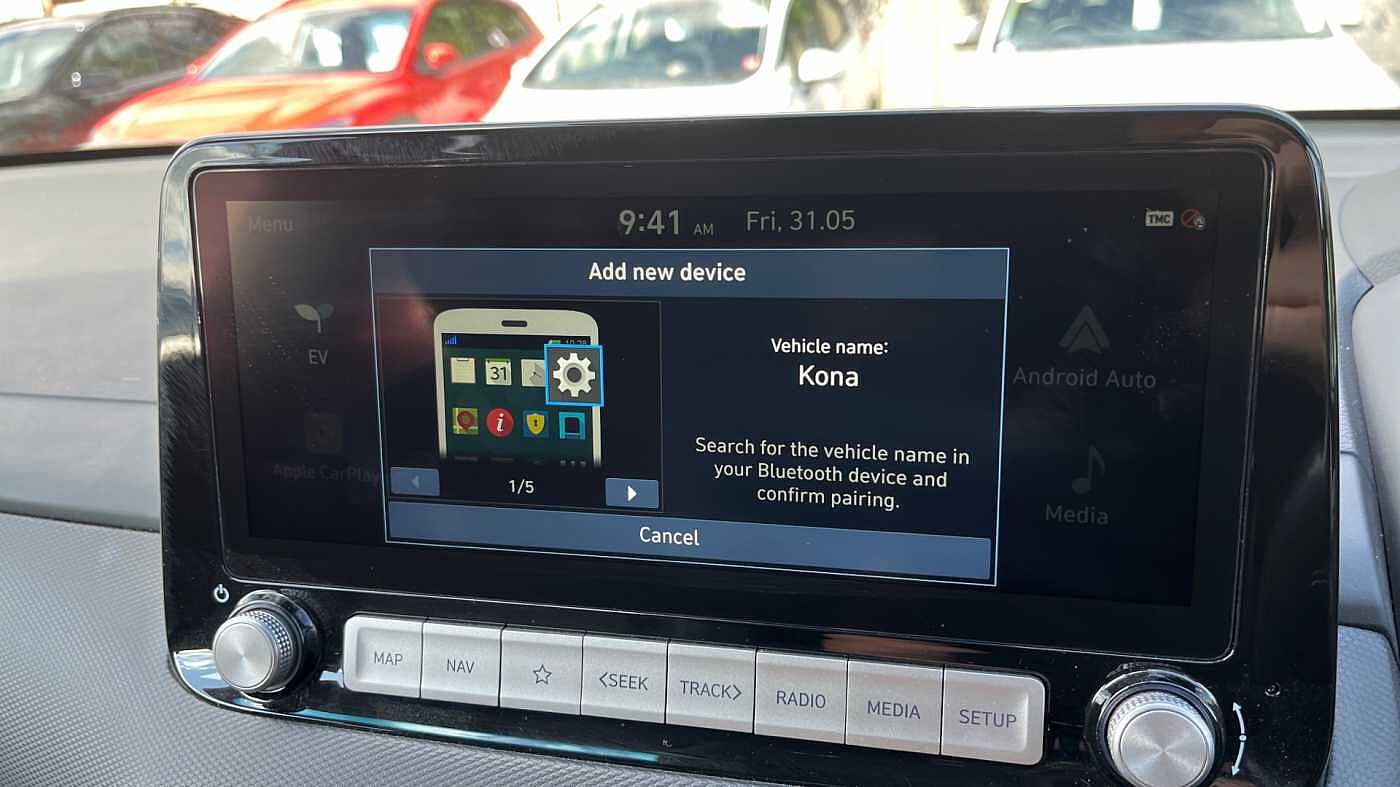 Menu
9:41 AM Fri, 31.05
TMC
Add new device
EV
Apple CarPlay
31
i
1/5
Vehicle name:
Kona
Search for the vehicle name in
your Bluetooth device and
confirm pairing.
Cancel
Android Auto
Media
MAP
NAV
<SEEK
TRACK>
RADIO
MEDIA
SETUP